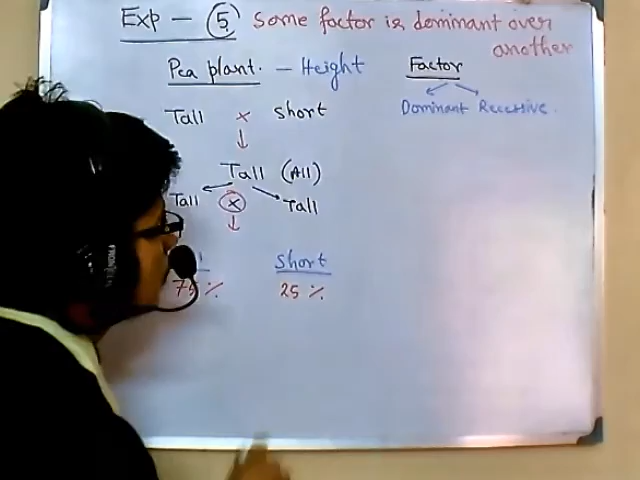 Exp - 5 Some factor is dominant over
another
Pea plant. - Height
Factor
Dominant Recessive.
Tall x short
Tall (All)
Tall x Tall
short
75 % 25 %